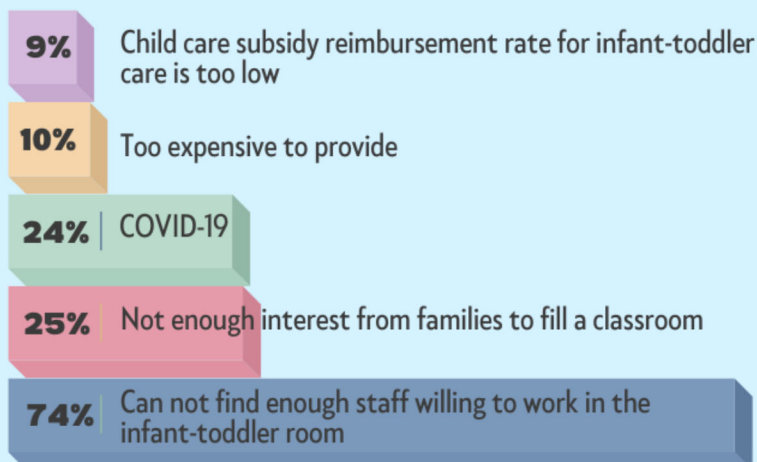 9%
Child care subsidy reimbursement rate for infant-toddler
care is too low
10%
Too expensive to provide
24%
COVID-19
25%
Not enough interest from families to fill a classroom
74%
Can not find enough staff willing to work in the
infant-toddler room